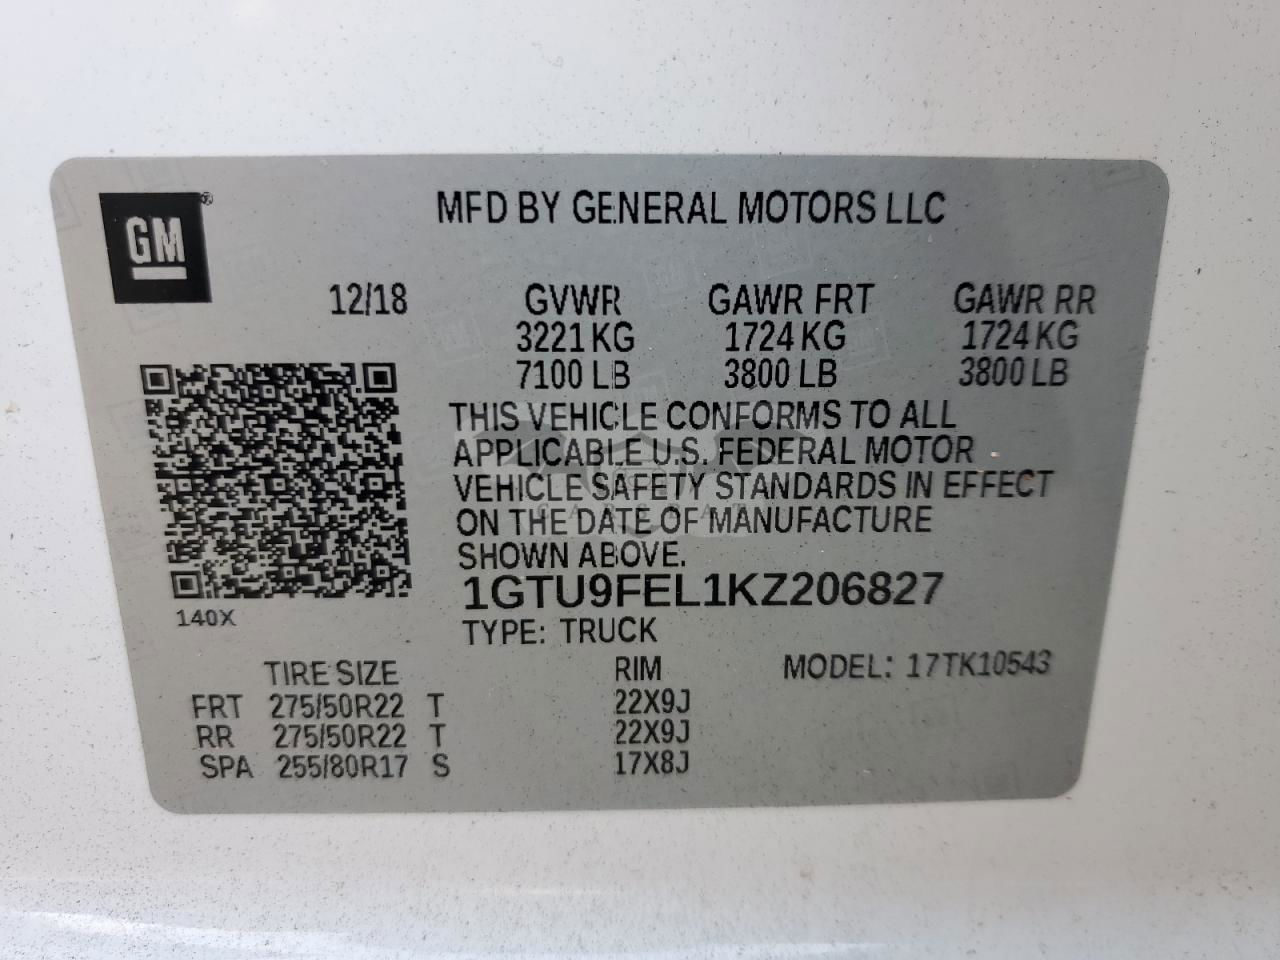 GM ®
MFD BY GENERAL MOTORS LLC
12/18 GVWR GAWR FRT GAWR RR
3221 KG 1724 KG 1724 KG
7100 LB 3800 LB 3800 LB
THIS VEHICLE CONFORMS TO ALL
APPLICABLE U.S. FEDERAL MOTOR
VEHICLE SAFETY STANDARDS IN EFFECT
ON THE DATE OF MANUFACTURE
SHOWN ABOVE.
1GTU9FEL1KZ206827
140X
TYPE: TRUCK
TIRE SIZE RIM MODEL: 17TK10543
FRT 275/50R22 T 22X9J
RR 275/50R22 T 22X9J
SPA 255/80R17 S 17X8J